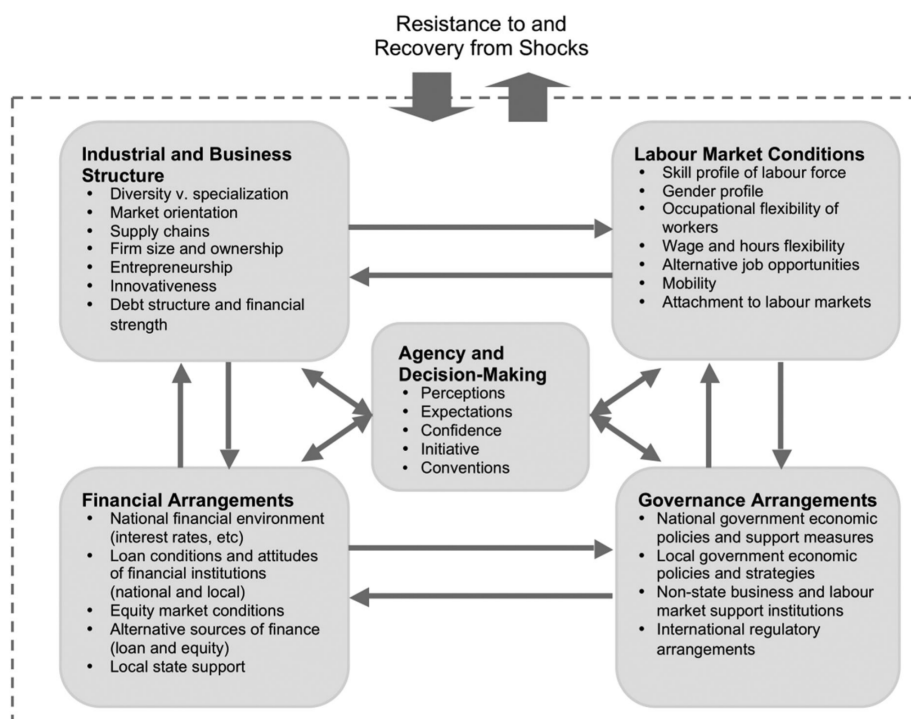 Resistance to and
Recovery from Shocks
Industrial and Business
Structure
• Diversity v. specialization
• Market orientation
• Supply chains
• Firm size and ownership
• Entrepreneurship
• Innovativeness
• Debt structure and financial
strength
Labour Market Conditions
• Skill profile of labour force
• Gender profile
• Occupational flexibility of
workers
• Wage and hours flexibility
• Alternative job opportunities
• Mobility
• Attachment to labour markets
Agency and
Decision-Making
• Perceptions
• Expectations
• Confidence
• Initiative
• Conventions
Financial Arrangements
• National financial environment
(interest rates, etc)
• Loan conditions and attitudes
of financial institutions
(national and local)
• Equity market conditions
• Alternative sources of finance
(loan and equity)
• Local state support
Governance Arrangements
• National government economic
policies and support measures
• Local government economic
policies and strategies
• Non-state business and labour
market support institutions
• International regulatory
arrangements